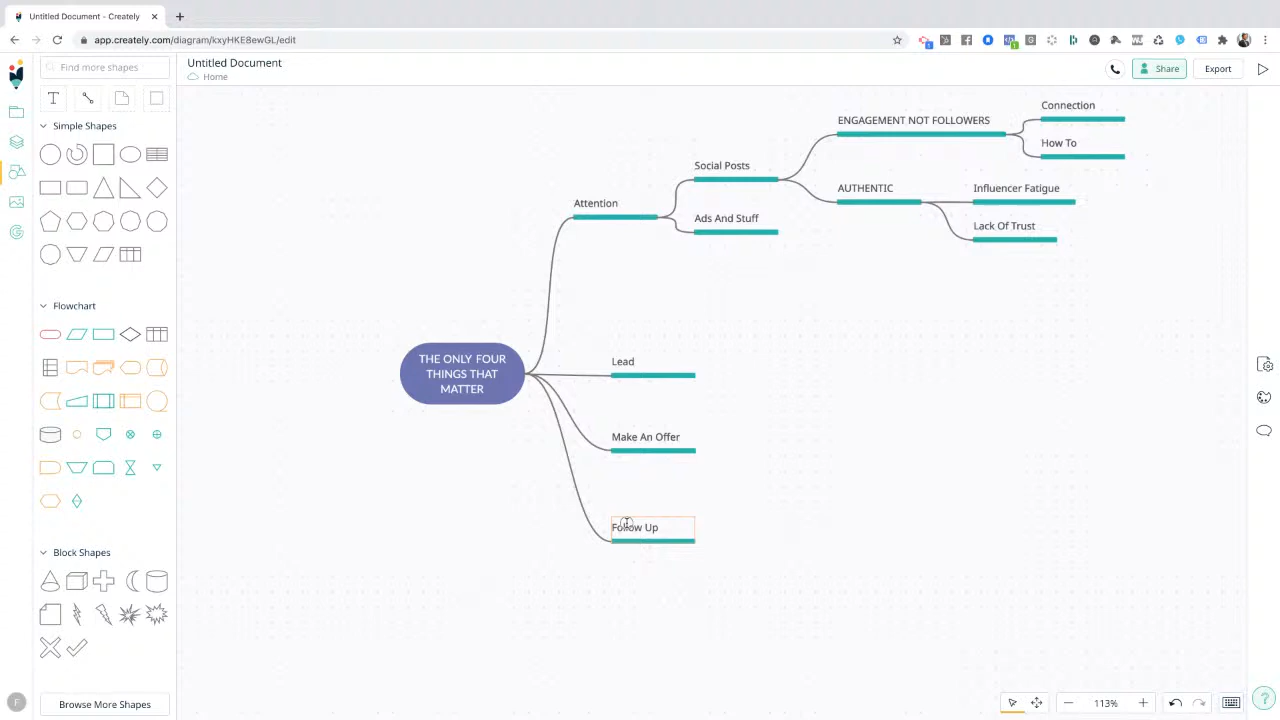 Untitled Document - Creately
app.creately.com/diagram/kxyHKE8ewGL/edit
Find more shapes
Untitled Document
Home
Share
Export
Simple Shapes
Flowchart
Block Shapes
Browse More Shapes
THE ONLY FOUR
THINGS THAT
MATTER
Attention
Social Posts
Ads And Stuff
ENGAGEMENT NOT FOLLOWERS
Connection
How To
AUTHENTIC
Influencer Fatigue
Lack Of Trust
Lead
Make An Offer
Follow Up
F
113%